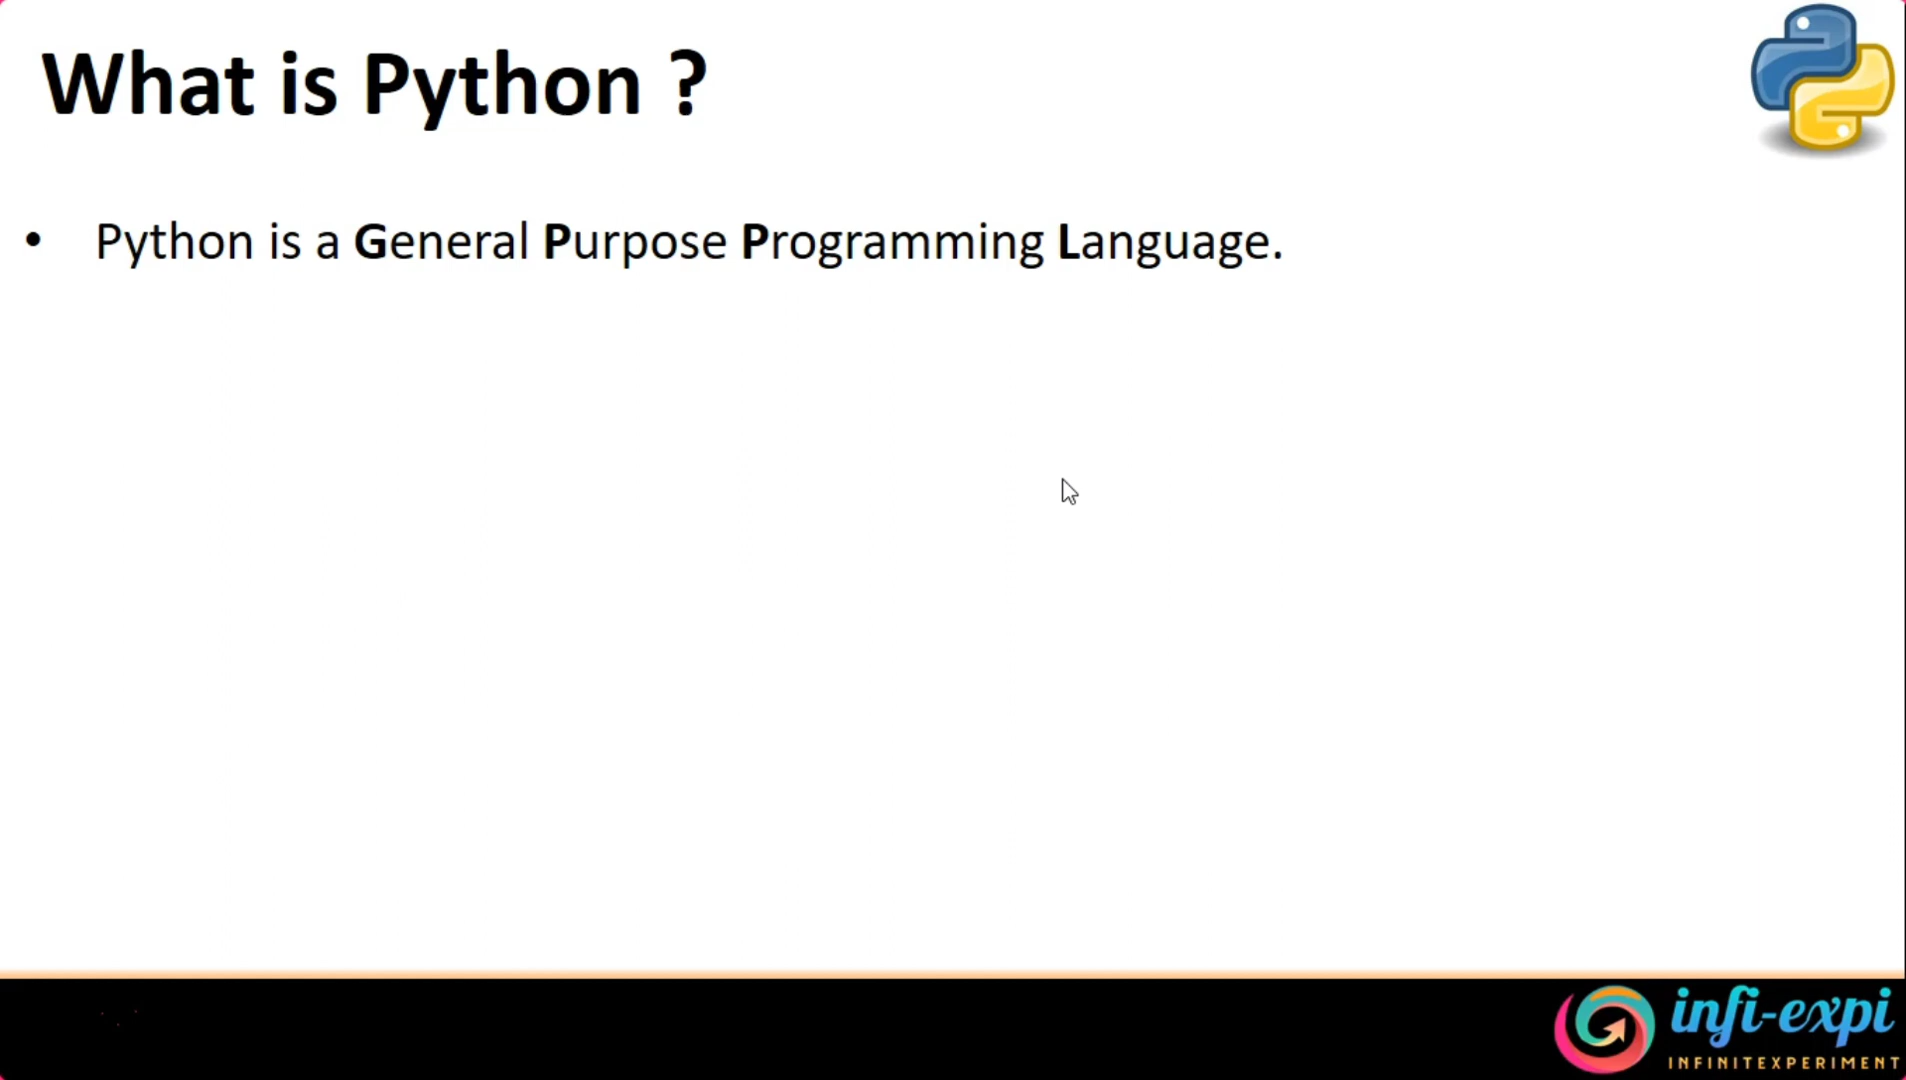 What is Python ?
• Python is a General Purpose Programming Language.
infi-expi
INFINITEXPERIMENT